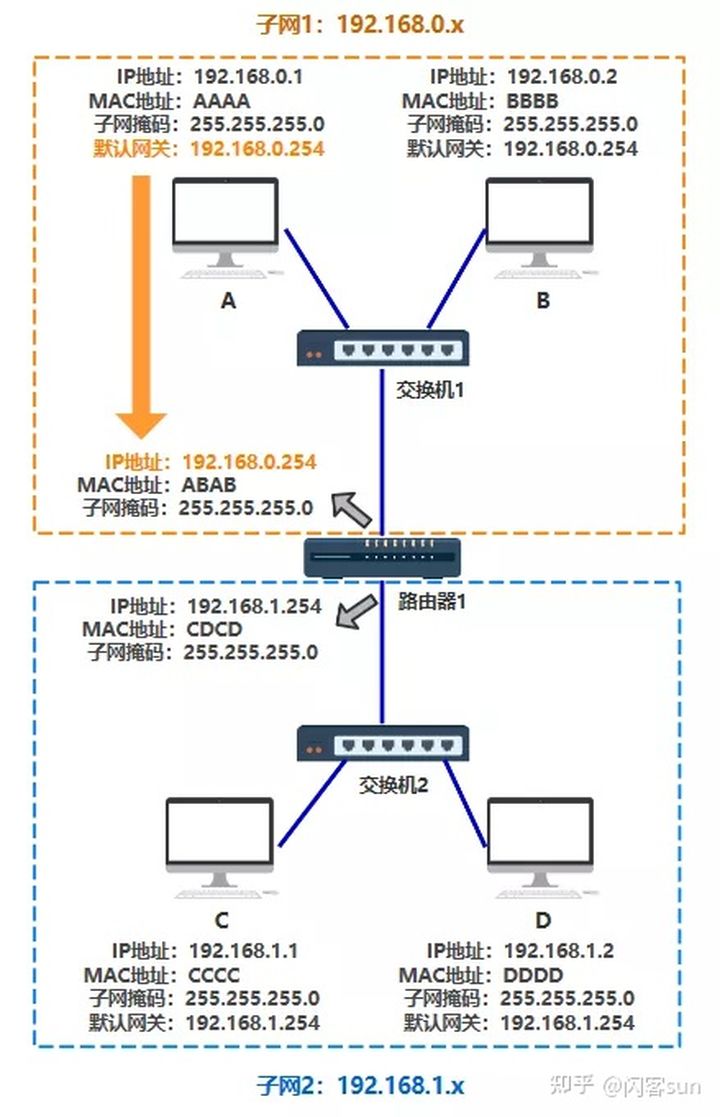 子网1：192.168.0.x
IP地址：192.168.0.1
MAC地址：AAAA
子网掩码：255.255.255.0
默认网关：192.168.0.254
IP地址：192.168.0.2
MAC地址：BBBB
子网掩码：255.255.255.0
默认网关：192.168.0.254
A
B
交换机1
IP地址：192.168.0.254
MAC地址：ABAB
子网掩码：255.255.255.0
路由器1
IP地址：192.168.1.254
MAC地址：CDCD
子网掩码：255.255.255.0
交换机2
C
D
IP地址：192.168.1.1
MAC地址：CCCC
子网掩码：255.255.255.0
默认网关：192.168.1.254
IP地址：192.168.1.2
MAC地址：DDDD
子网掩码：255.255.255.0
默认网关：192.168.1.254
子网2：192.168.1.x
知乎 @闪客sun